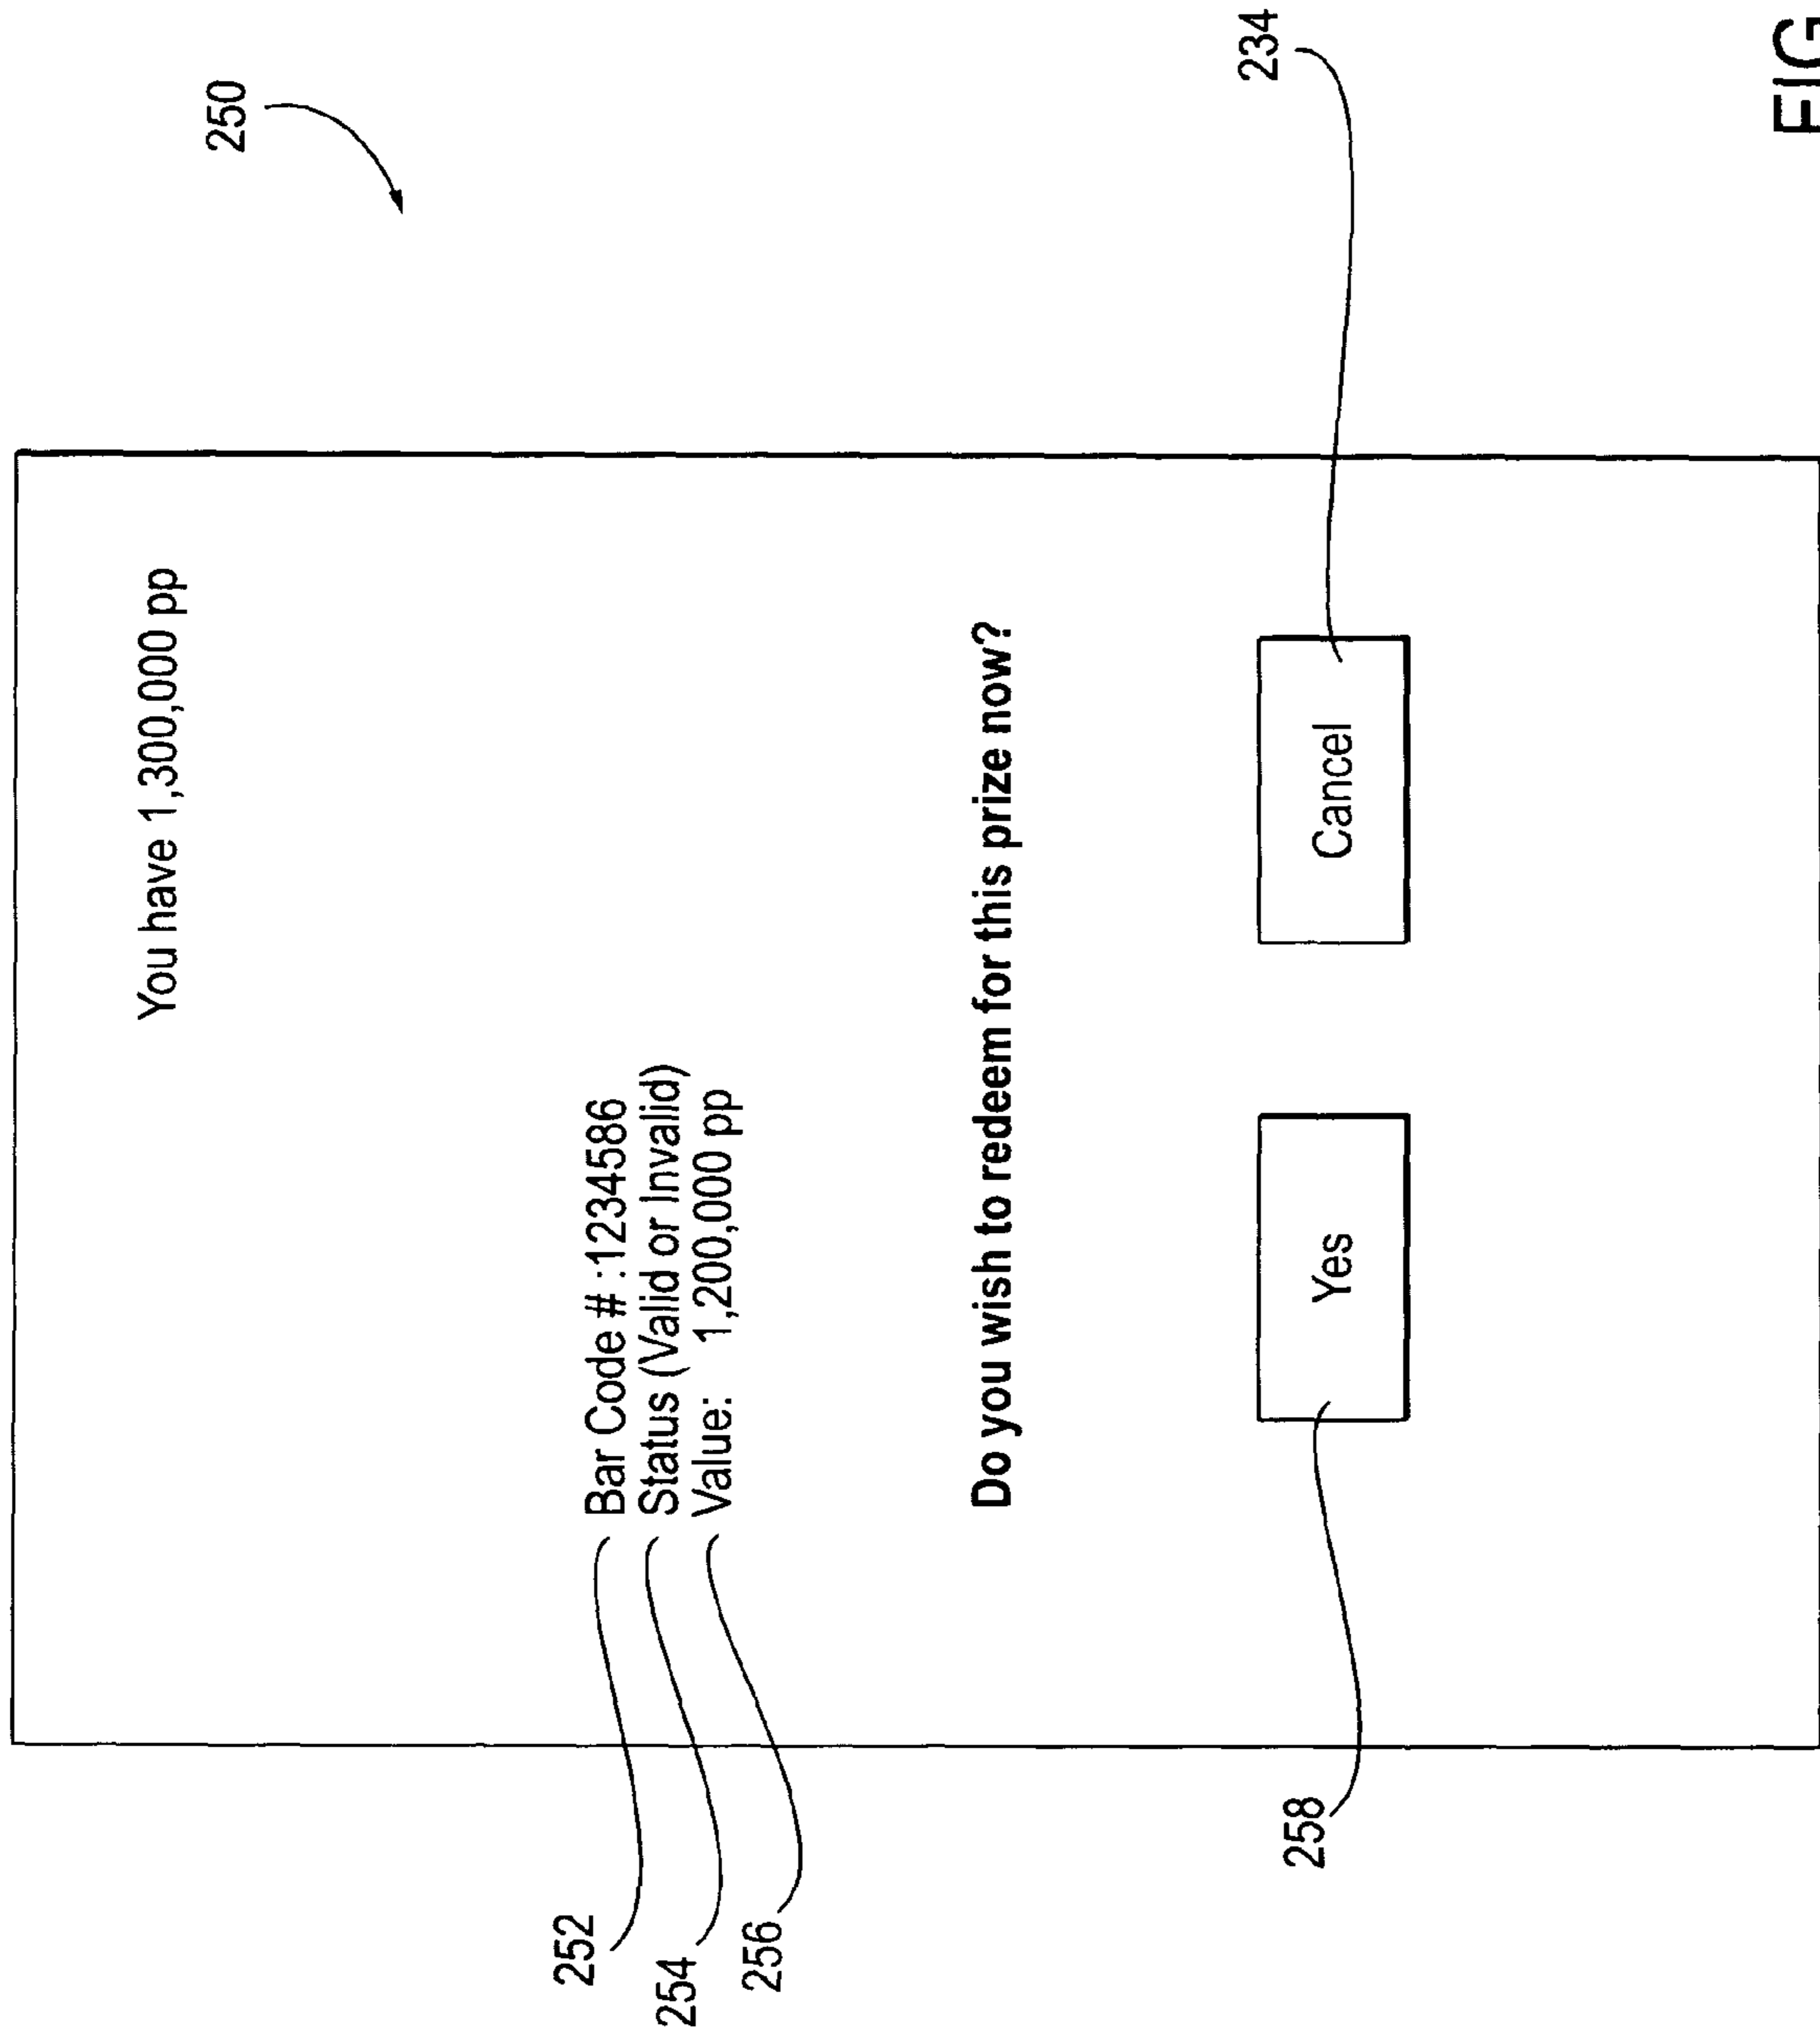 250
You have 1,300,000 pp
252
Bar Code # :1234586
254
Status (Valid or Invalid)
256
Value: 1,200,000 pp
Do you wish to redeem for this prize now?
258
Yes
Cancel
234
FIG